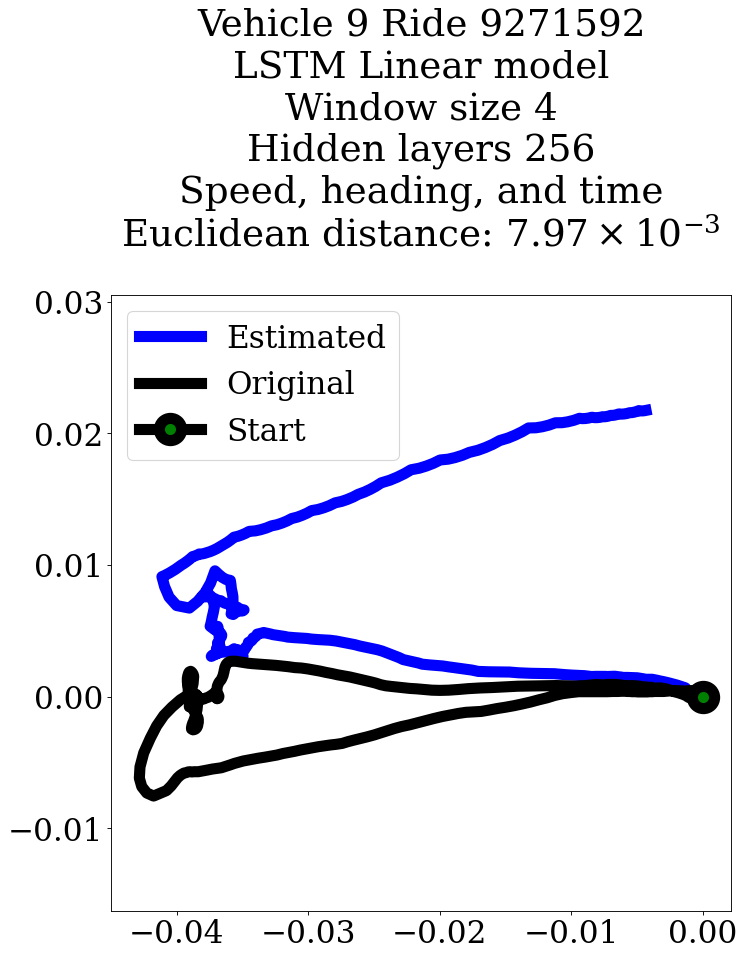 Vehicle 9 Ride 9271592
LSTM Linear model
Window size 4
Hidden layers 256
Speed, heading, and time
Euclidean distance: 7.97 × 10⁻³
0.03
0.02
0.01
0.00
−0.01
Estimated
Original
Start
−0.04
−0.03
−0.02
−0.01
0.00